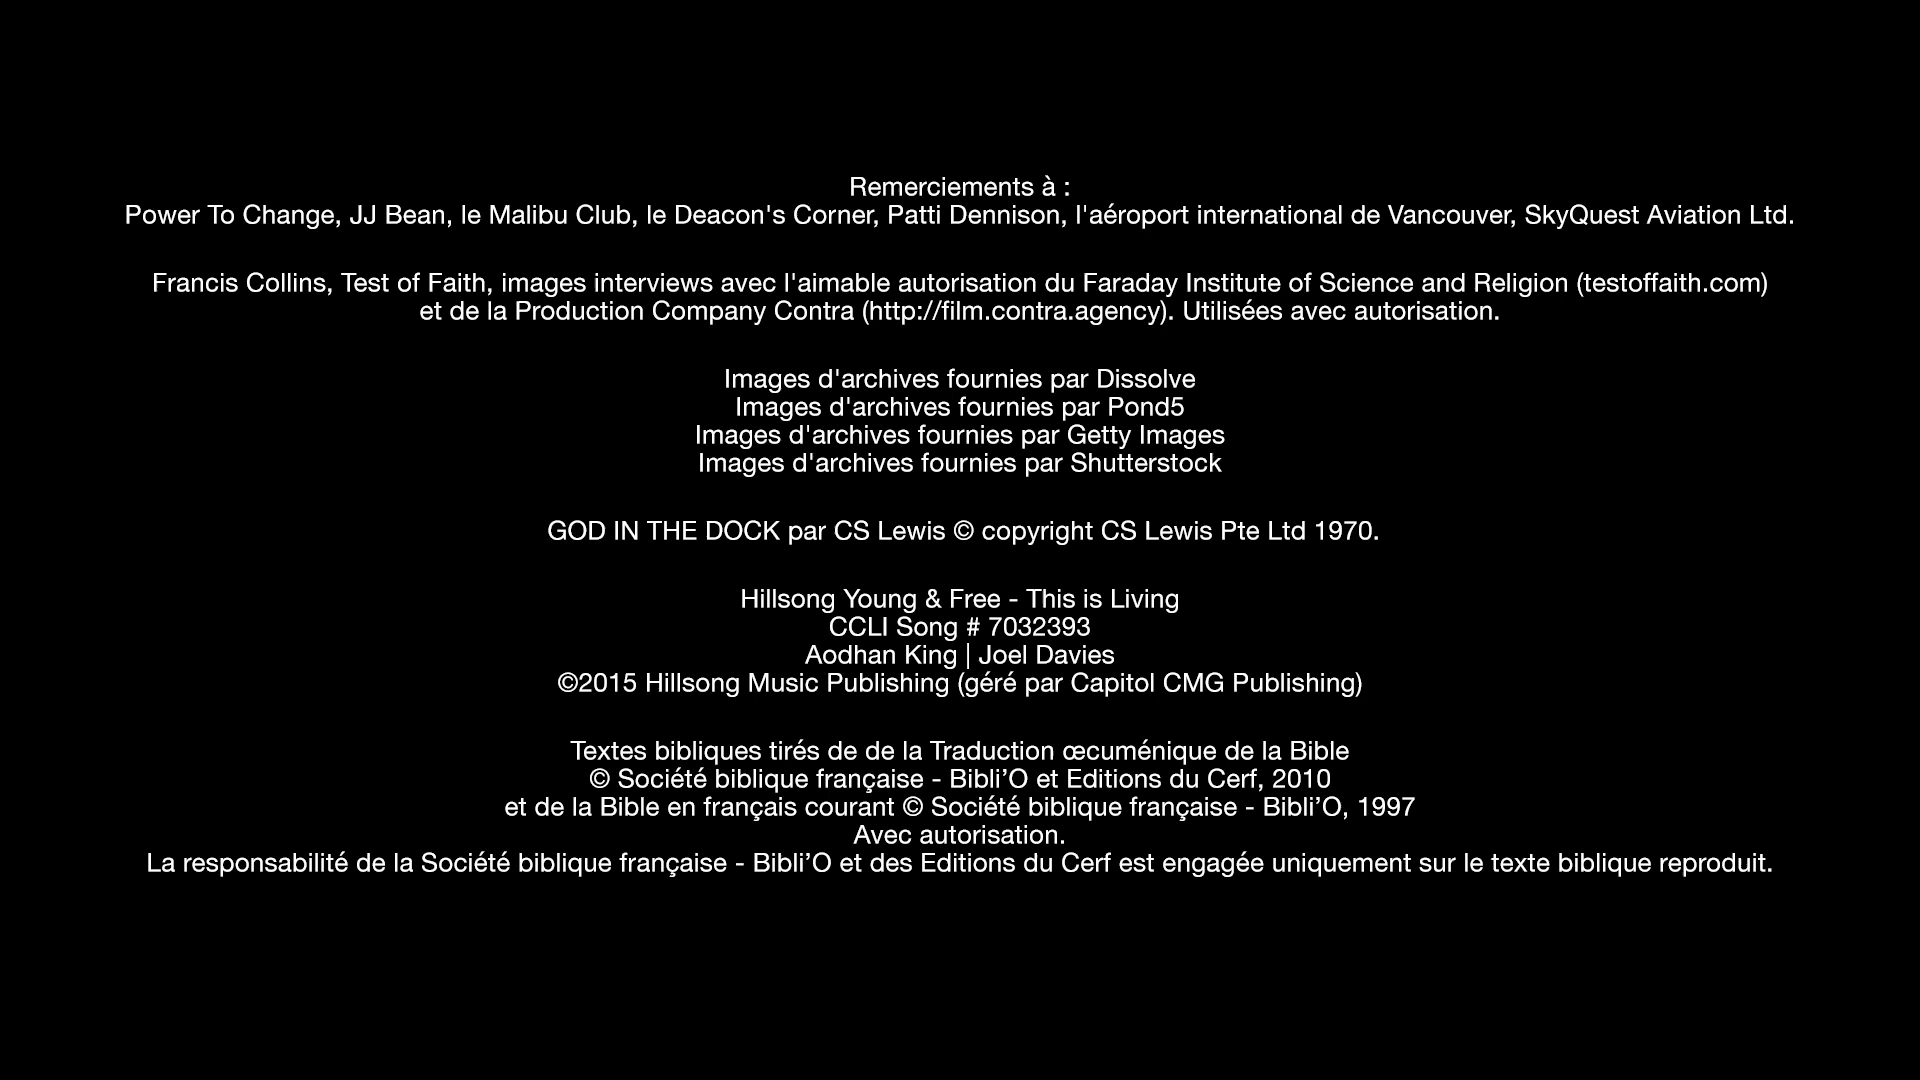 Remerciements à :
Power To Change, JJ Bean, le Malibu Club, le Deacon's Corner, Patti Dennison, l'aéroport international de Vancouver, SkyQuest Aviation Ltd.
Francis Collins, Test of Faith, images interviews avec l'aimable autorisation du Faraday Institute of Science and Religion (testoffaith.com)
et de la Production Company Contra (http://film.contra.agency). Utilisées avec autorisation.
Images d'archives fournies par Dissolve
Images d'archives fournies par Pond5
Images d'archives fournies par Getty Images
Images d'archives fournies par Shutterstock
GOD IN THE DOCK par CS Lewis © copyright CS Lewis Pte Ltd 1970.
Hillsong Young & Free - This is Living
CCLI Song # 7032393
Aodhan King | Joel Davies
©2015 Hillsong Music Publishing (géré par Capitol CMG Publishing)
Textes bibliques tirés de de la Traduction œcuménique de la Bible
© Société biblique française - Bibli’O et Editions du Cerf, 2010
et de la Bible en français courant © Société biblique française - Bibli’O, 1997
Avec autorisation.
La responsabilité de la Société biblique française - Bibli’O et des Editions du Cerf est engagée uniquement sur le texte biblique reproduit.